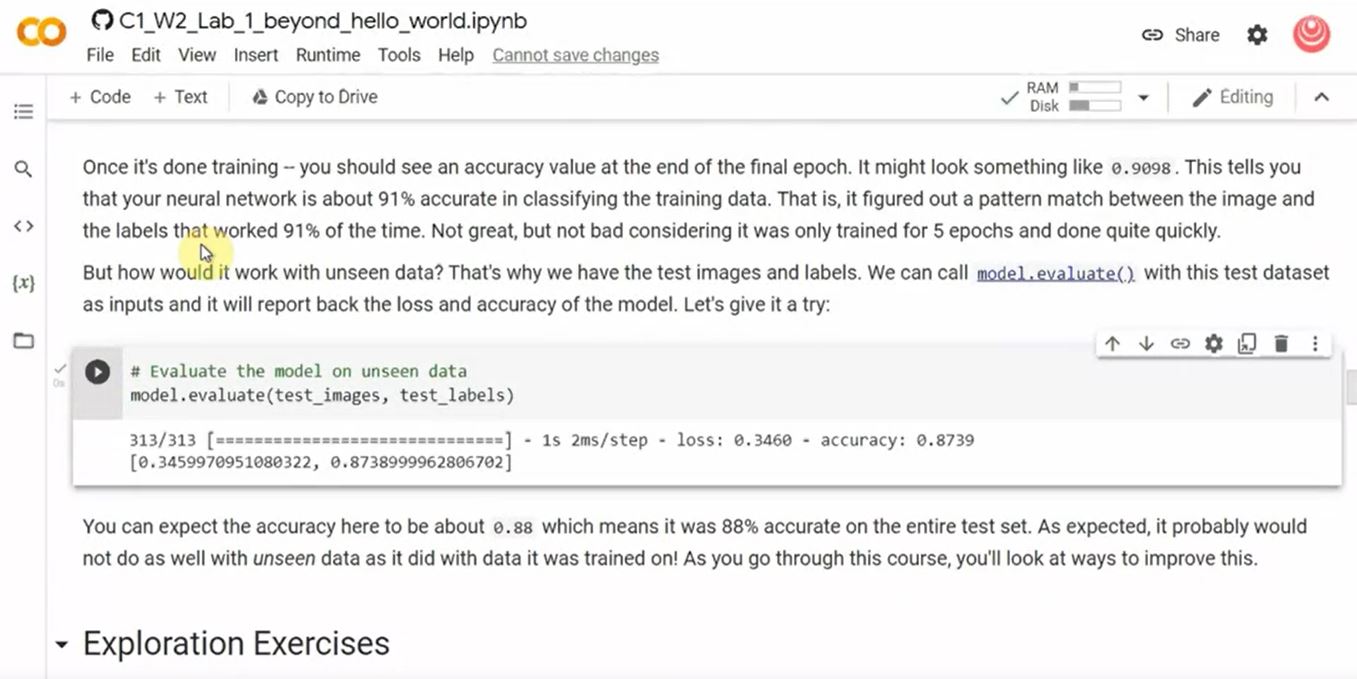 C1_W2_Lab_1_beyond_hello_world.ipynb
File Edit View Insert Runtime Tools Help Cannot save changes
Share
+ Code + Text Copy to Drive
RAM
Disk
Editing
Once it's done training -- you should see an accuracy value at the end of the final epoch. It might look something like 0.9098. This tells you
that your neural network is about 91% accurate in classifying the training data. That is, it figured out a pattern match between the image and
the labels that worked 91% of the time. Not great, but not bad considering it was only trained for 5 epochs and done quite quickly.
But how would it work with unseen data? That's why we have the test images and labels. We can call model.evaluate() with this test dataset
as inputs and it will report back the loss and accuracy of the model. Let's give it a try:
0s
# Evaluate the model on unseen data
model.evaluate(test_images, test_labels)
313/313 [==============================] - 1s 2ms/step - loss: 0.3460 - accuracy: 0.8739
[0.3459970951080322, 0.8738999962806702]
You can expect the accuracy here to be about 0.88 which means it was 88% accurate on the entire test set. As expected, it probably would
not do as well with unseen data as it did with data it was trained on! As you go through this course, you'll look at ways to improve this.
Exploration Exercises